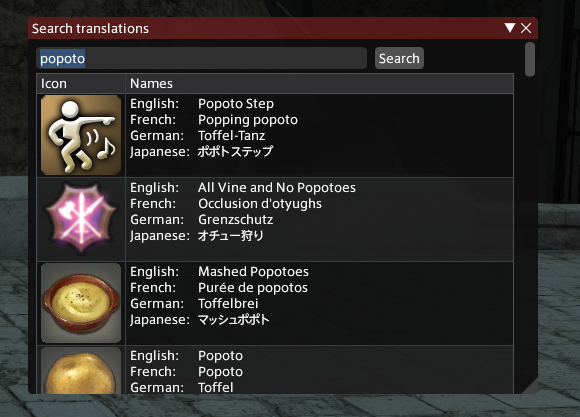 Search translations
popoto Search
Icon Names
English: Popoto Step
French: Popping popoto
German: Toffel-Tanz
Japanese: ポポトステップ
English: All Vine and No Popotoes
French: Occlusion d'otyughs
German: Grenzschutz
Japanese: オチュー狩り
English: Mashed Popotoes
French: Purée de popotos
German: Toffelbrei
Japanese: マッシュポポト
English: Popoto
French: Popoto
German: Toffel